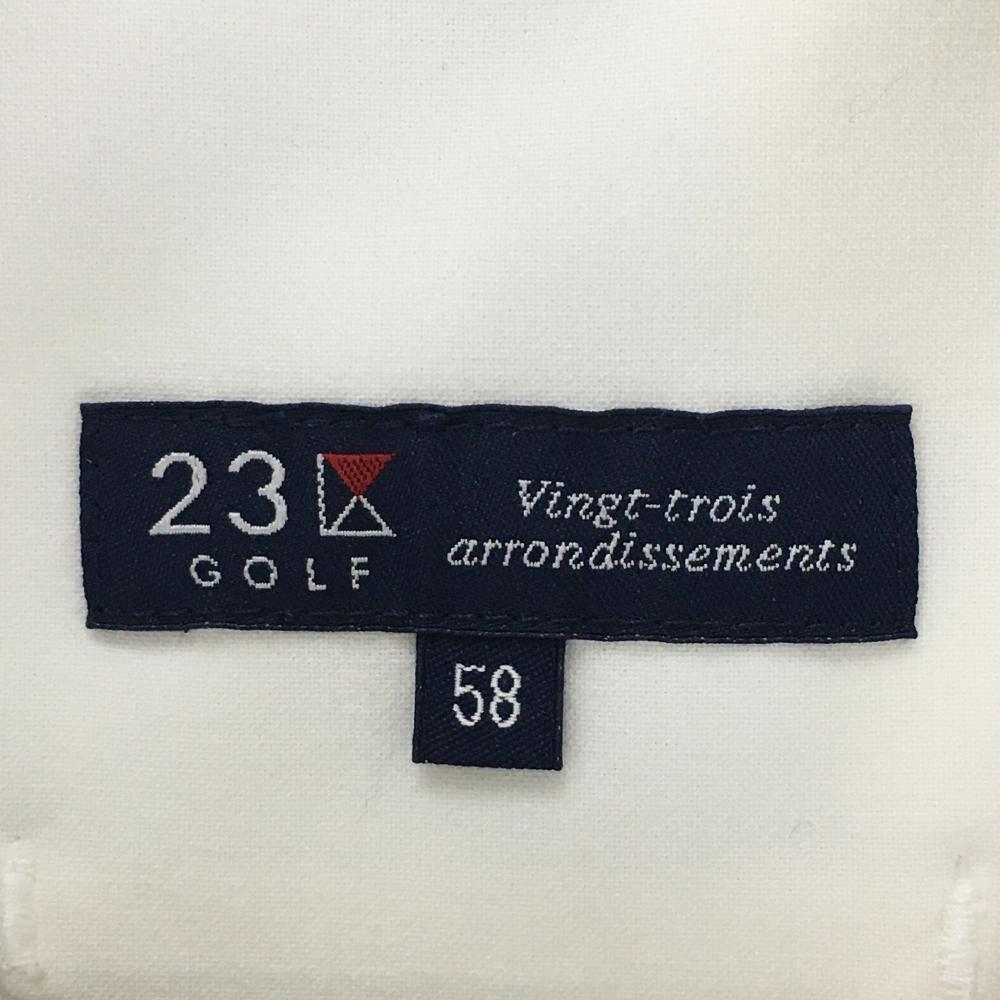 23
GOLF
Vingt-trois
arrondissements
58